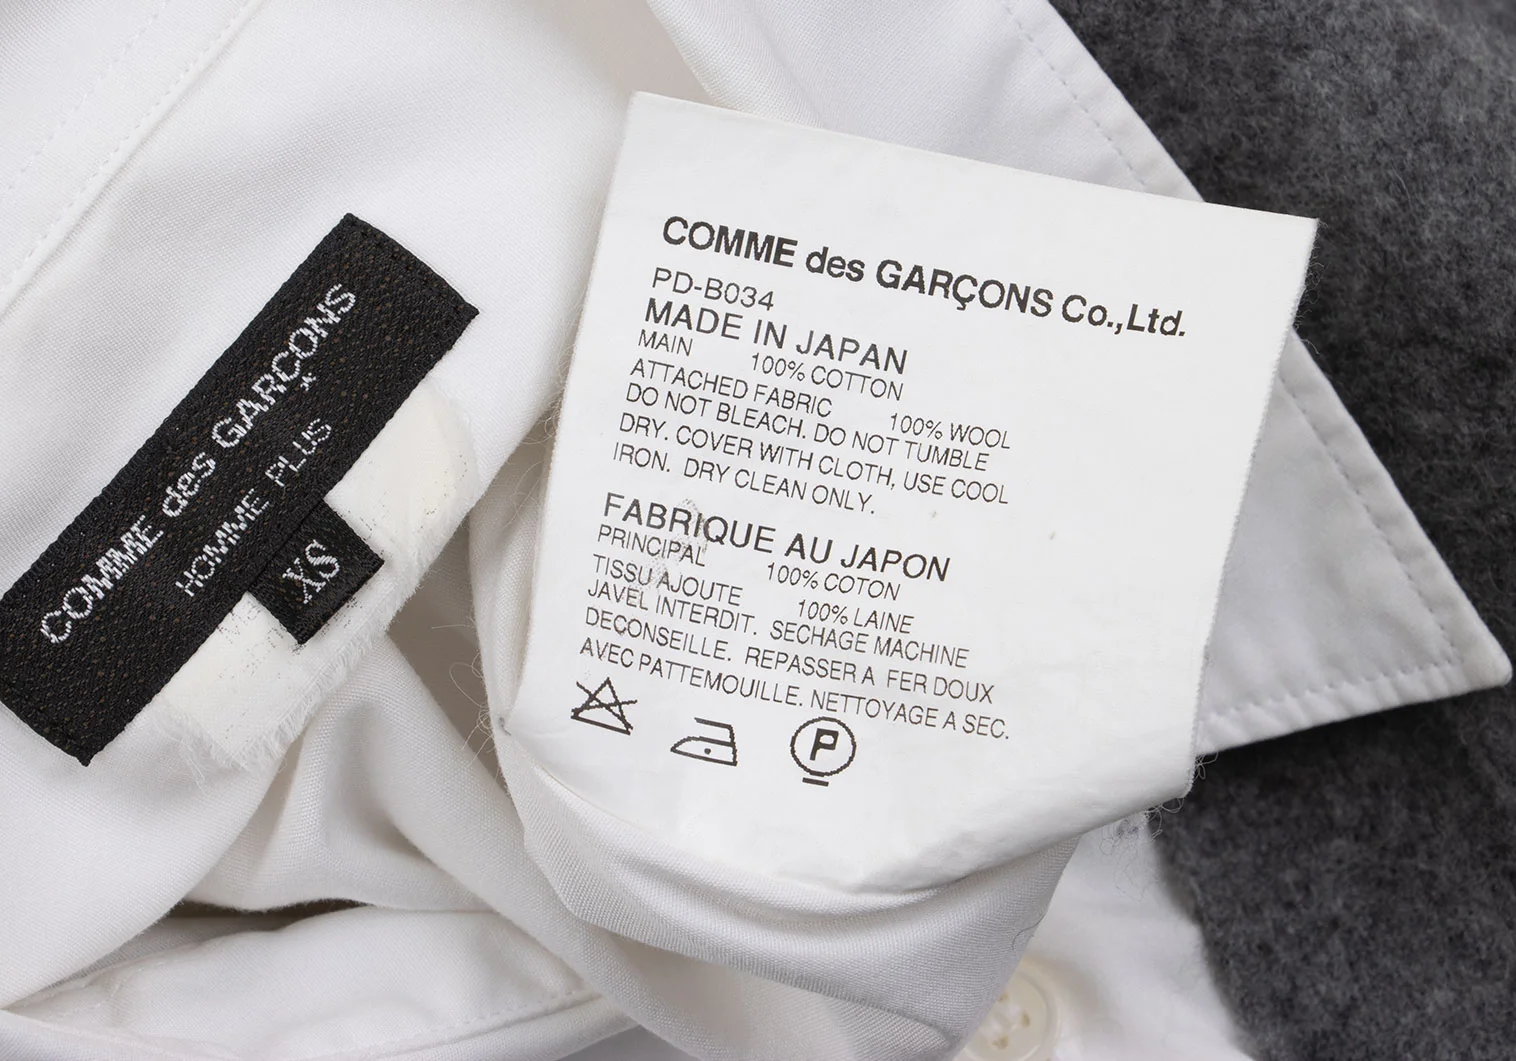 COMME des GARÇONS
HOMME PLUS
XS
COMME des GARÇONS Co.,Ltd.
PD-B034
MADE IN JAPAN
MAIN 100% COTTON
ATTACHED FABRIC 100% WOOL
DO NOT BLEACH. DO NOT TUMBLE
DRY. COVER WITH CLOTH, USE COOL
IRON. DRY CLEAN ONLY.
FABRIQUE AU JAPON
PRINCIPAL 100% COTON
TISSU AJOUTE 100% LAINE
JAVEL INTERDIT. SECHAGE MACHINE
DECONSEILLE. REPASSER A FER DOUX
AVEC PATTEMOUILLE. NETTOYAGE A SEC.
P